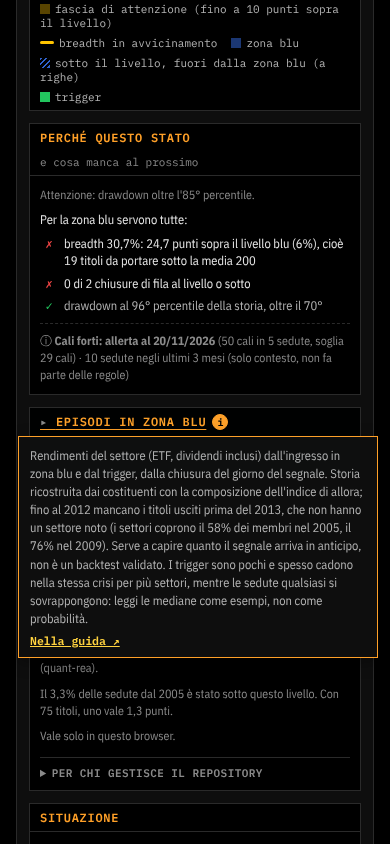 fascia di attenzione (fino a 10 punti sopra
il livello)
breadth in avvicinamento zona blu
sotto il livello, fuori dalla zona blu (a
righe)
trigger
PERCHÉ QUESTO STATO
e cosa manca al prossimo
Attenzione: drawdown oltre l'85° percentile.
Per la zona blu servono tutte:
✗ breadth 30,7%: 24,7 punti sopra il livello blu (6%), cioè
19 titoli da portare sotto la media 200
✗ 0 di 2 chiusure di fila al livello o sotto
✓ drawdown al 96° percentile della storia, oltre il 70°
ⓘ Cali forti: allerta al 20/11/2026 (50 cali in 5 sedute, soglia
29 cali) · 10 sedute negli ultimi 3 mesi (solo contesto, non fa
parte delle regole)
▸ EPISODI IN ZONA BLU i
Rendimenti del settore (ETF, dividendi inclusi) dall'ingresso in
zona blu e dal trigger, dalla chiusura del giorno del segnale. Storia
ricostruita dai costituenti con la composizione dell'indice di allora;
fino al 2012 mancano i titoli usciti prima del 2013, che non hanno
un settore noto (i settori coprono il 58% dei membri nel 2005, il
76% nel 2009). Serve a capire quanto il segnale arriva in anticipo,
non è un backtest validato. I trigger sono pochi e spesso cadono
nella stessa crisi per più settori, mentre le sedute qualsiasi si
sovrappongono: leggi le mediane come esempi, non come
probabilità.
Nella guida ↗
(quant-rea).
Il 3,3% delle sedute dal 2005 è stato sotto questo livello. Con
75 titoli, uno vale 1,3 punti.
Vale solo in questo browser.
▶ PER CHI GESTISCE IL REPOSITORY
SITUAZIONE